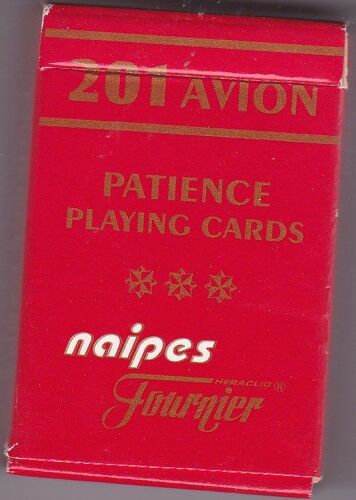 201 AVION
PATIENCE
PLAYING CARDS
naipes
HERACLIO ®
Fournier